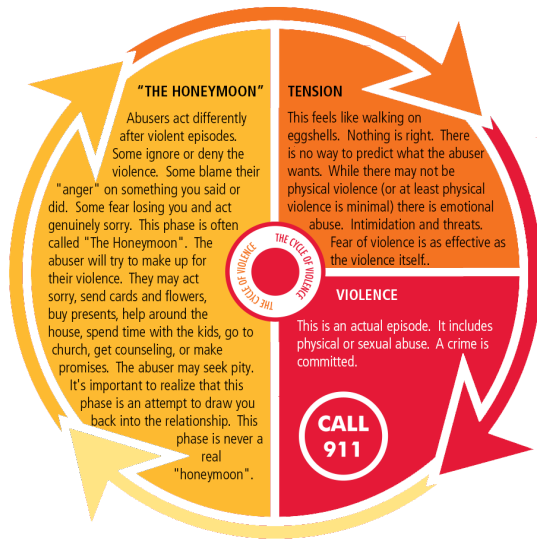 "THE HONEYMOON"
Abusers act differently
after violent episodes.
Some ignore or deny the
violence.  Some blame their
"anger" on something you said or
did.  Some fear losing you and act
genuinely sorry.  This phase is often
called "The Honeymoon".  The
abuser will try to make up for
their violence.  They may act
sorry, send cards and flowers,
buy presents, help around the
house, spend time with the kids, go to
church, get counseling, or make
promises.  The abuser may seek pity.
It's important to realize that this
phase is an attempt to draw you
back into the relationship.  This
phase is never a
real
"honeymoon".
TENSION
This feels like walking on
eggshells.  Nothing is right.  There
is no way to predict what the abuser
wants.  While there may not be
physical violence (or at least physical
violence is minimal) there is emotional
abuse.  Intimidation and threats.
Fear of violence is as effective as
the violence itself..
THE CYCLE OF VIOLENCE
THE CYCLE OF VIOLENCE
VIOLENCE
This is an actual episode.  It includes
physical or sexual abuse.  A crime is
committed.
CALL
911